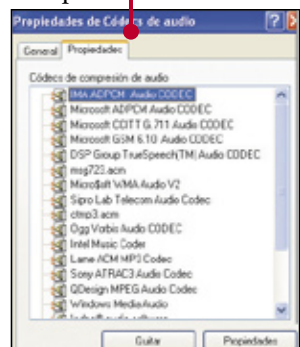 Propiedades de Códecs de audio
General Propiedades
Códecs de compresión de audio
IMA ADPCM Audio CODEC
Microsoft ADPCM Audio CODEC
Microsoft CCITT G.711 Audio CODEC
Microsoft GSM 6.10 Audio CODEC
DSP Group TrueSpeech(TM) Audio CODEC
msg723.acm
Micro$oft WMA Audio V2
Sipro Lab Telecom Audio Codec
ctmp3.acm
Ogg Vorbis Audio CODEC
Intel Music Coder
Lame ACM MP3 Codec
Sony ATRAC3 Audio Codec
QDesign MPEG Audio Codec
Windows Media Audio
Quitar Propiedades